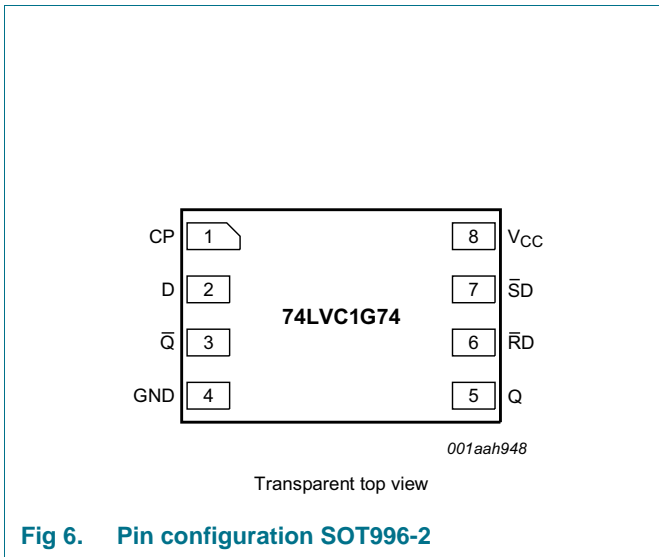 CP 1 8 VCC
D 2 7 S̅D
74LVC1G74
Q̅ 3 6 R̅D
GND 4 5 Q
001aah948
Transparent top view
Fig 6. Pin configuration SOT996-2